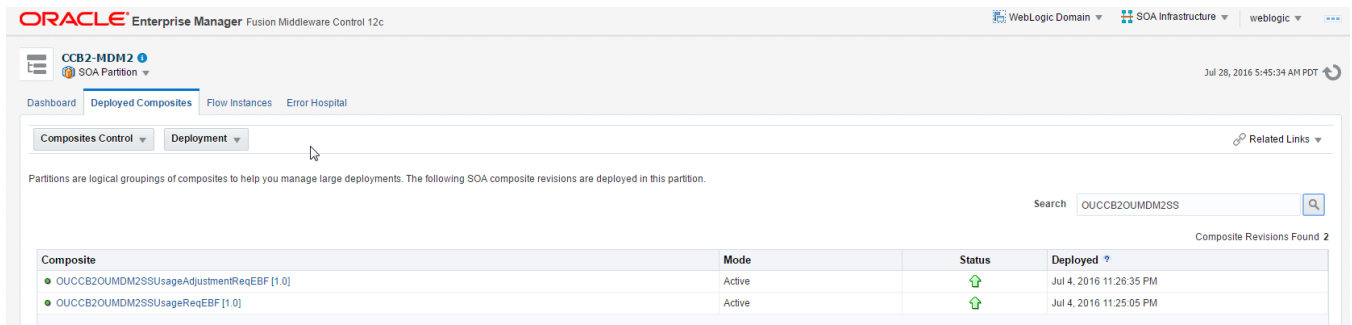 ORACLE Enterprise Manager Fusion Middleware Control 12c
WebLogic Domain SOA Infrastructure weblogic
CCB2-MDM2
SOA Partition
Jul 28, 2016 5:45:34 AM PDT
Dashboard Deployed Composites Flow Instances Error Hospital
Composites Control Deployment
Related Links
Partitions are logical groupings of composites to help you manage large deployments. The following SOA composite revisions are deployed in this partition.
Search OUCCB2OUMDM2SS
Composite Revisions Found 2
Composite Mode Status Deployed ?
OUCCB2OUMDM2SSUsageAdjustmentReqEBF [1.0] Active Jul 4, 2016 11:26:35 PM
OUCCB2OUMDM2SSUsageReqEBF [1.0] Active Jul 4, 2016 11:25:05 PM